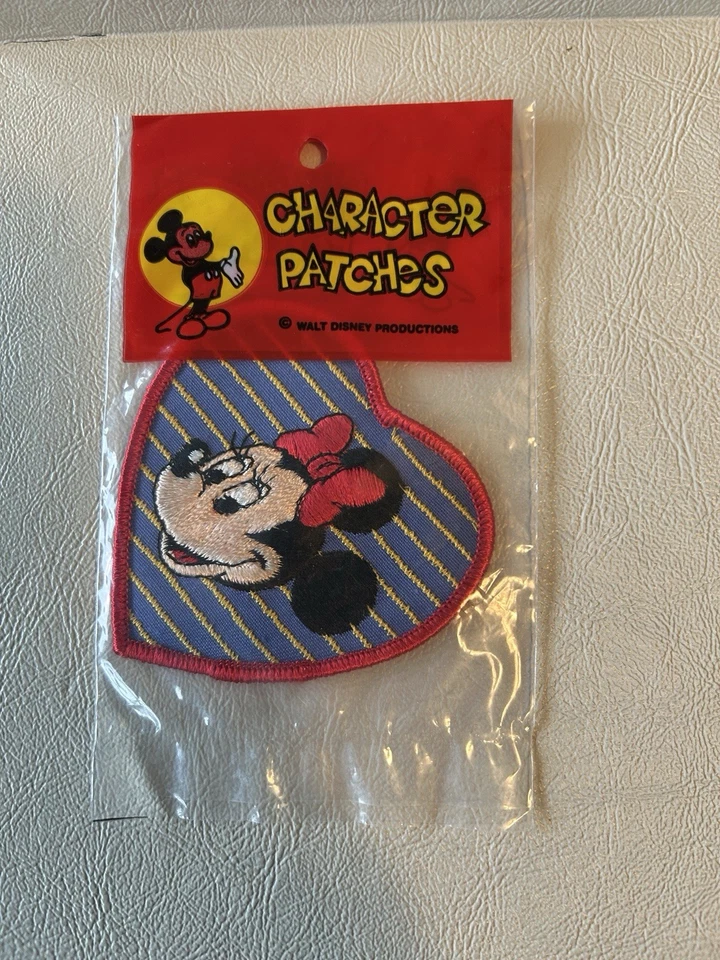 CHARACTER
PATCHES
© WALT DISNEY PRODUCTIONS